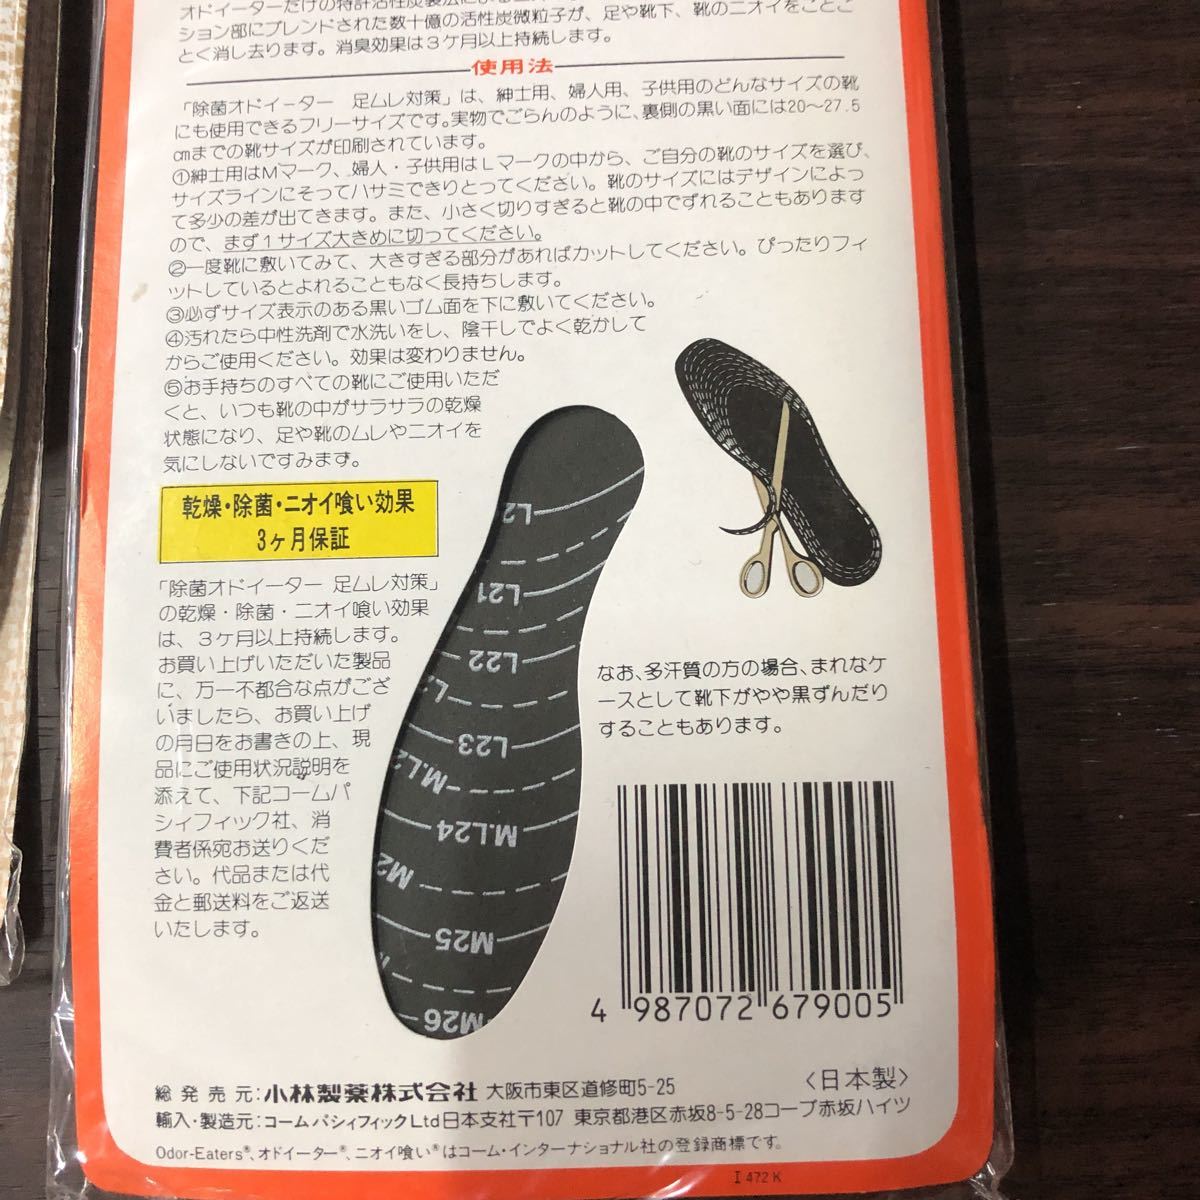 ション部にブレンドされた数十億の活性炭微粒子が、足や靴下、靴のニオイをことご
とく消し去ります。消臭効果は3ケ月以上持続します。
使用法
「除菌オドイーター 足ムレ対策」は、紳士用、婦人用、子供用のどんなサイズの靴
にも使用できるフリーサイズです。実物でごらんのように、裏側の黒い面には20〜27.5
cmまでの靴サイズが印刷されています。
①紳士用はMマーク、婦人・子供用はLマークの中から、ご自分の靴のサイズを選び、
サイズラインにそってハサミできりとってください。靴のサイズにはデザインによっ
て多少の差が出てきます。また、小さく切りすぎると靴の中でずれることもあります
ので、まず1サイズ大きめに切ってください。
②一度靴に敷いてみて、大きすぎる部分があればカットしてください。ぴったりフィ
ットしているとよれることもなく長持ちします。
③必ずサイズ表示のある黒いゴム面を下に敷いてください。
④汚れたら中性洗剤で水洗いをし、陰干しでよく乾かして
からご使用ください。効果は変わりません。
⑤お手持ちのすべての靴にご使用いただ
くと、いつも靴の中がサラサラの乾燥
状態になり、足や靴のムレやニオイを
気にしないですみます。
乾燥・除菌・ニオイ喰い効果
3ヶ月保証
「除菌オドイーター 足ムレ対策」
の乾燥・除菌・ニオイ喰い効果
は、3ケ月以上持続します。
お買い上げいただいた製品
に、万一不都合な点がござ
いましたら、お買い上げ
の月日をお書きの上、現
品にご使用状況説明を
添えて、下記コームパ
シィフィック社、消
費者係宛お送りくだ
さい。代品または代
金と郵送料をご返送
いたします。
L21
L22
L23
M.L24
M25
M26
なお、多汗質の方の場合、まれなケ
ースとして靴下がやや黒ずんだり
することもあります。
4 987072 679005
総発売元:小林製薬株式会社 大阪市東区道修町5-25
〈日本製〉
輸入・製造元:コームパシィフィックLtd日本支社〒107 東京都港区赤坂8-5-28コープ赤坂ハイツ
Odor-Eaters®、オドイーター®、ニオイ喰い®はコーム・インターナショナル社の登録商標です。
I 472 K